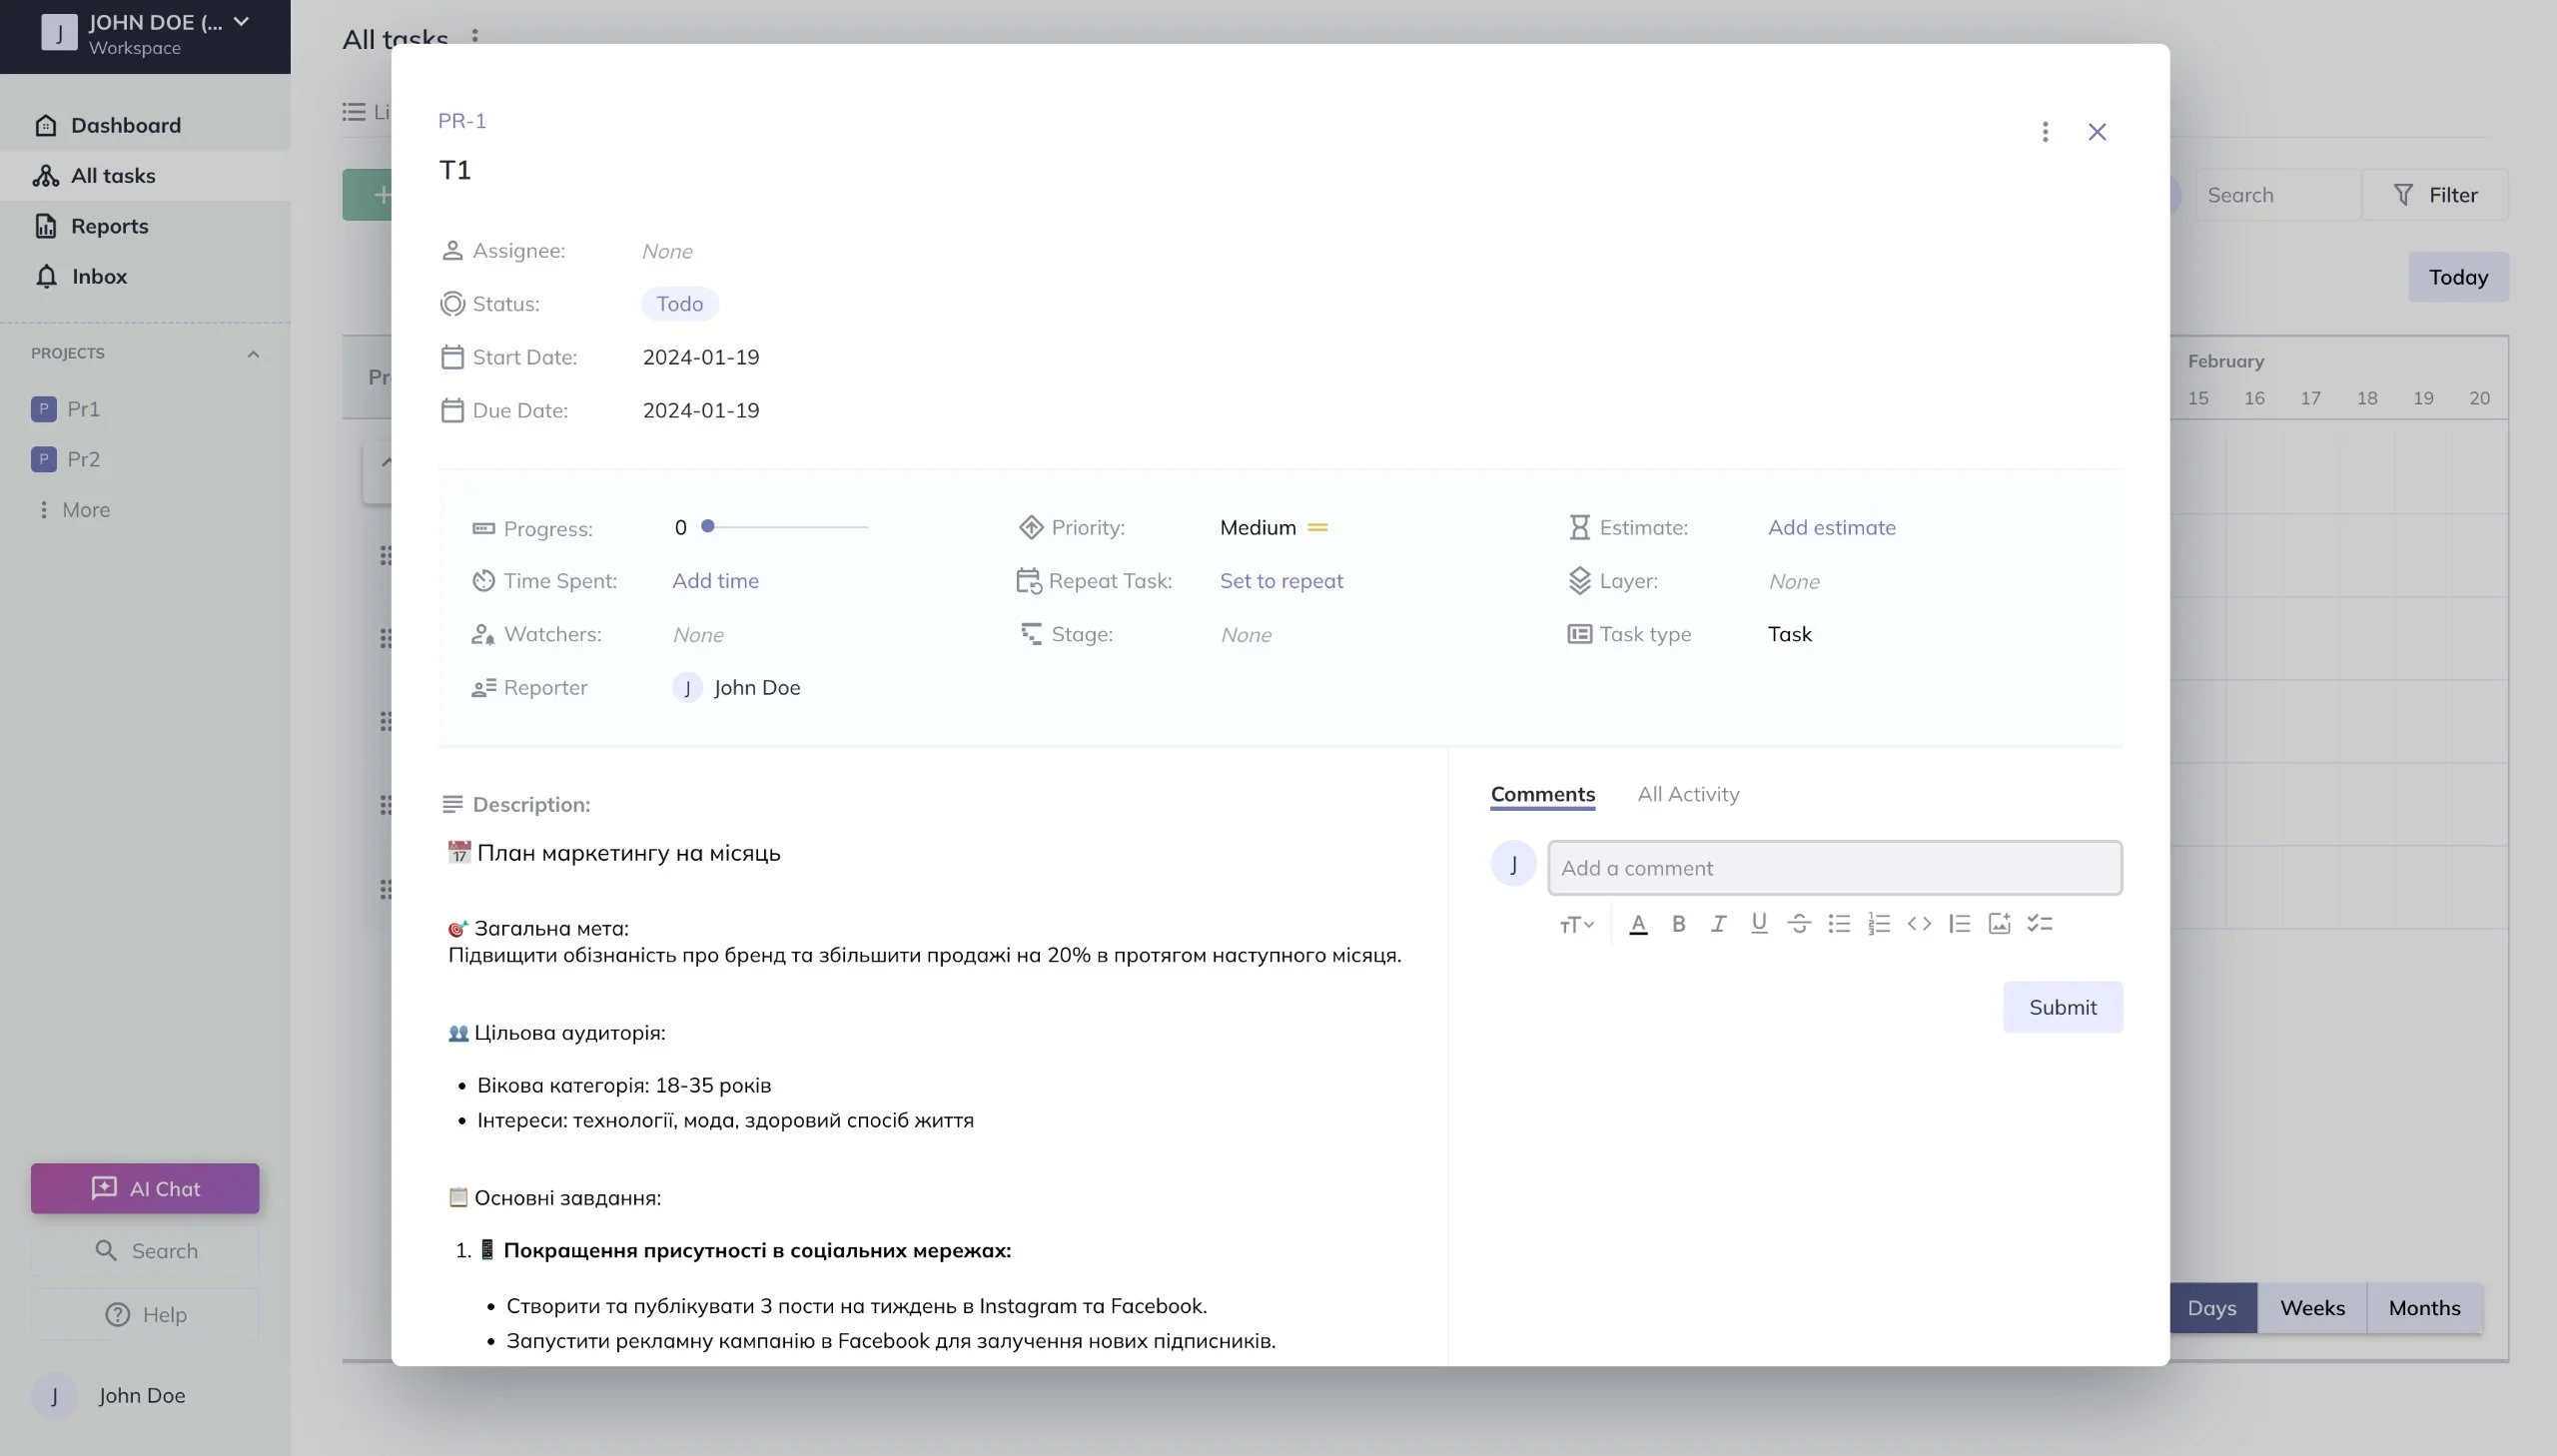 J JOHN DOE (...
Workspace
Dashboard
All tasks
Reports
Inbox
PROJECTS
P Pr1
P Pr2
More
AI Chat
Search
Help
J John Doe
All tasks
Search
Filter
Today
February
15 16 17 18 19 20
Days Weeks Months
PR-1
T1
Assignee: None
Status: Todo
Start Date: 2024-01-19
Due Date: 2024-01-19
Progress: 0
Priority: Medium
Estimate: Add estimate
Time Spent: Add time
Repeat Task: Set to repeat
Layer: None
Watchers: None
Stage: None
Task type Task
Reporter J John Doe
Description:
📅 План маркетингу на місяць
🎯 Загальна мета:
Підвищити обізнаність про бренд та збільшити продажі на 20% в протягом наступного місяця.
👥 Цільова аудиторія:
• Вікова категорія: 18-35 років
• Інтереси: технології, мода, здоровий спосіб життя
📋 Основні завдання:
1. 📱 Покращення присутності в соціальних мережах:
• Створити та публікувати 3 пости на тиждень в Instagram та Facebook.
• Запустити рекламну кампанію в Facebook для залучення нових підписників.
Comments All Activity
J Add a comment
Submit